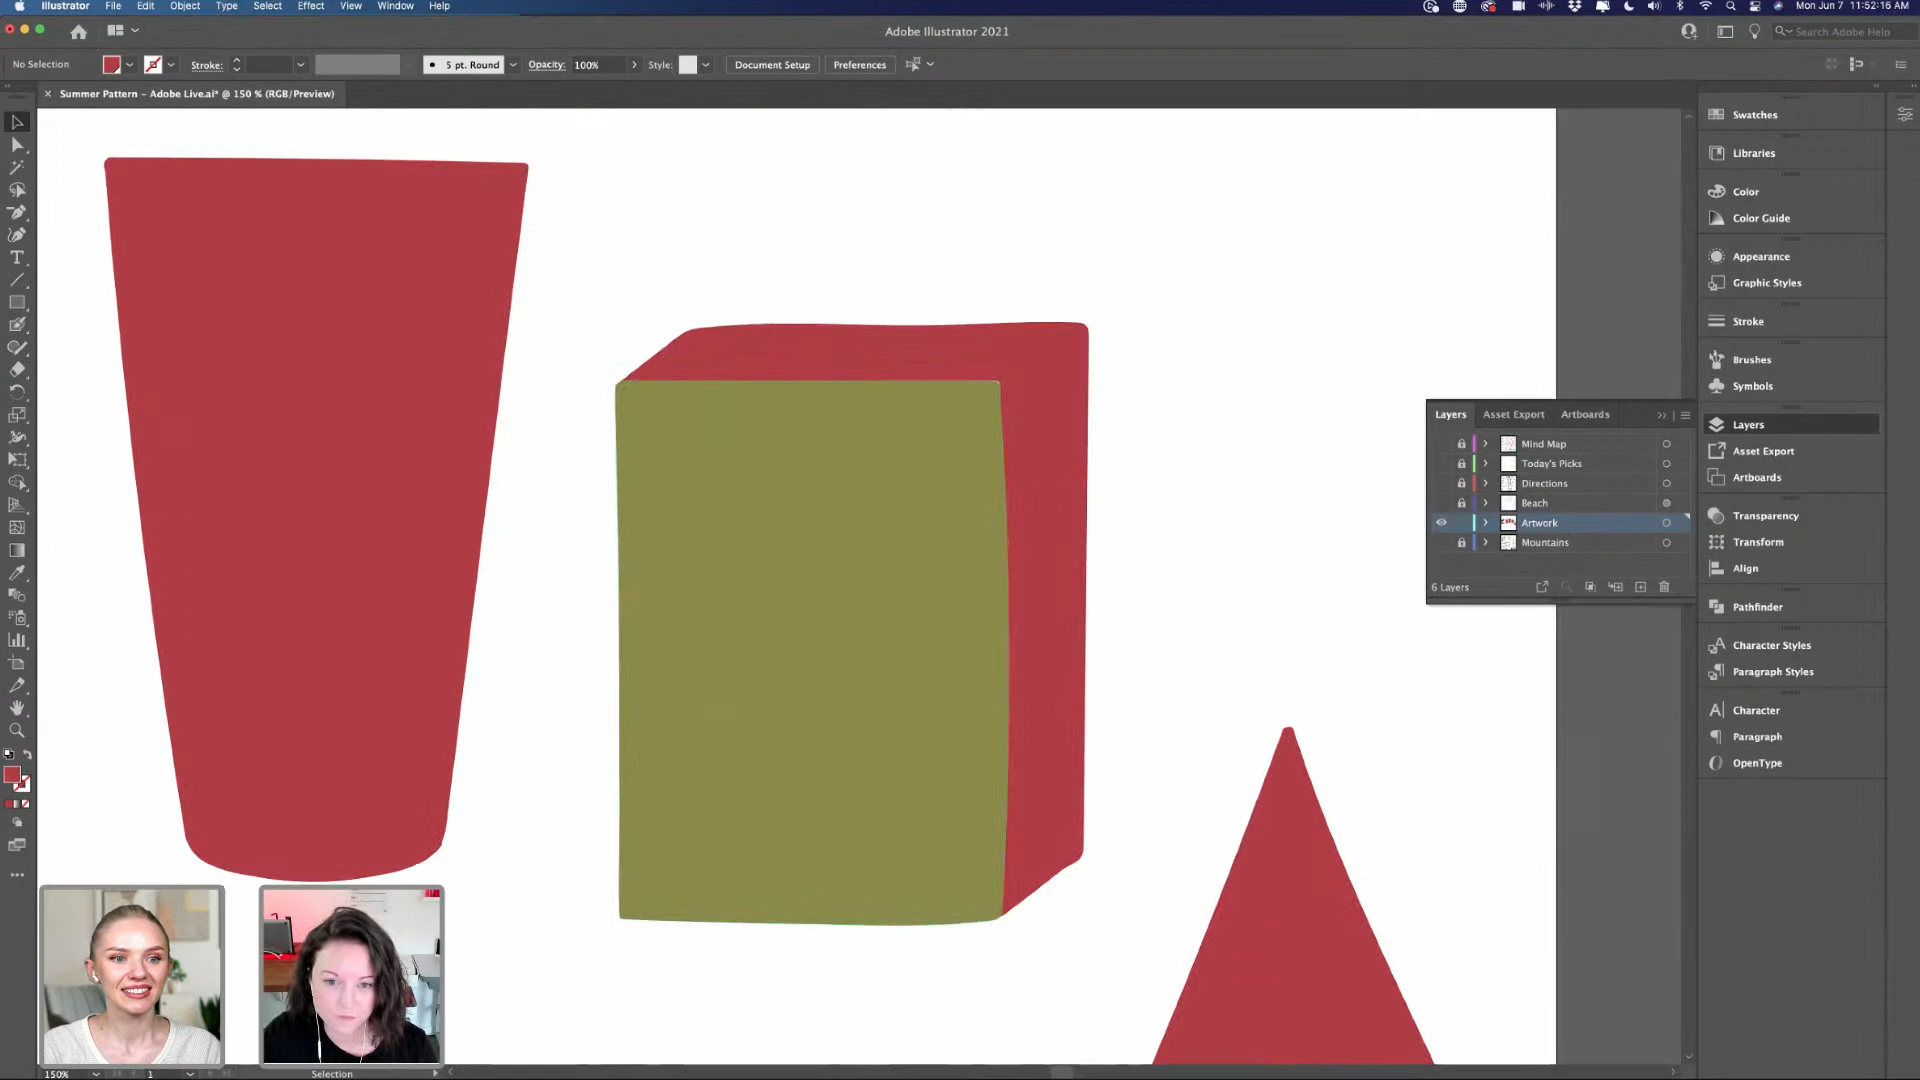 Illustrator File Edit Object Type Select Effect View Window Help
Mon Jun 7 11:52:16 AM
Adobe Illustrator 2021
Search Adobe Help
No Selection
Stroke:
5 pt. Round
Opacity: 100%
Style:
Document Setup
Preferences
Summer Pattern – Adobe Live.ai* @ 150 % (RGB/Preview)
Swatches
Libraries
Color
Color Guide
Appearance
Graphic Styles
Stroke
Brushes
Symbols
Layers
Asset Export
Artboards
Transparency
Transform
Align
Pathfinder
Character Styles
Paragraph Styles
Character
Paragraph
OpenType
Layers Asset Export Artboards
Mind Map
Today's Picks
Directions
Beach
Artwork
Mountains
6 Layers
150%
1
Selection